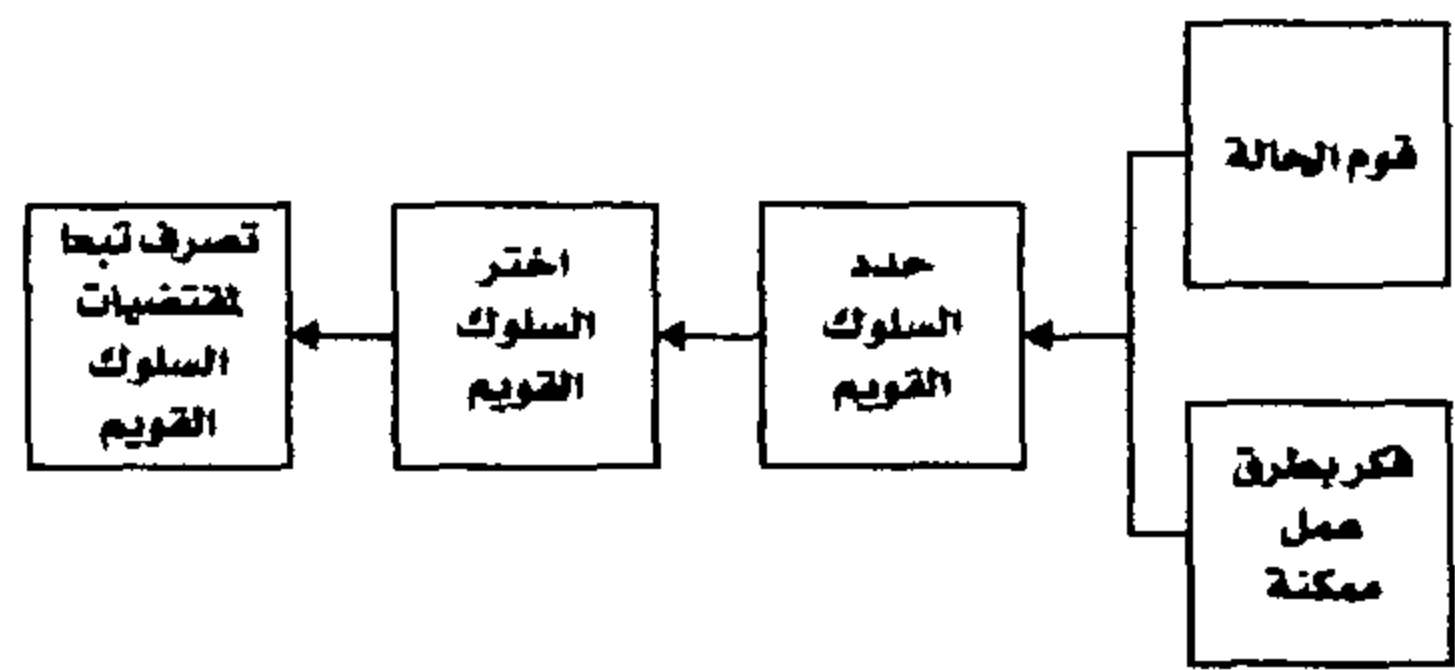 قوم الحالة
فكر بطرق
عمل
ممكنة
حدد
السلوك
القويم
اختر
السلوك
القويم
تصرف تبعا
لمقتضيات
السلوك
القويم